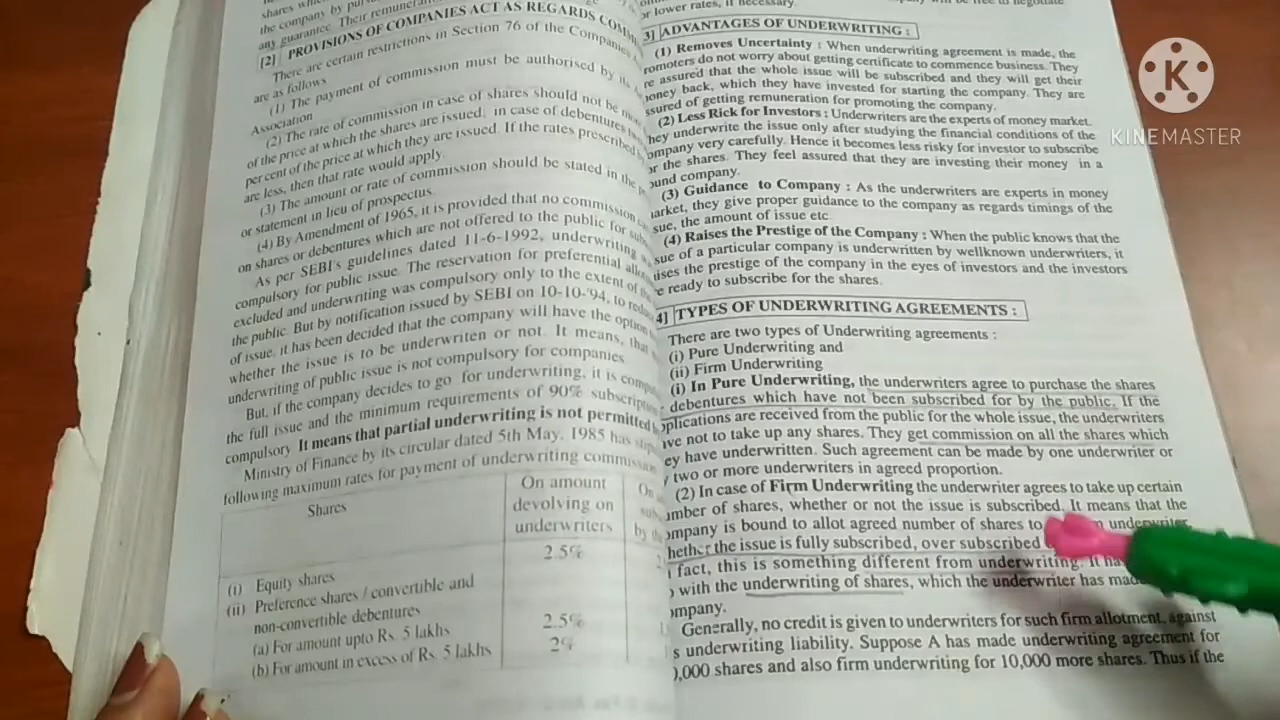 shares
the company by
any guarantee. Their
[2] PROVISIONS OF COMPANIES ACT AS REGARDS
There are certain restrictions in Section 76 of the Companies
are as follows
(1) The payment of commission must be authorised by
Association
(2) The rate of commission in case of shares should not be
of the price at which the shares are issued, in case of debentures
per cent of the price at which they are issued. If the rates prescribed
are less, then that rate would apply.
(3) The amount or rate of commission should be stated in the
or statement in lieu of prospectus.
(4) By Amendment of 1965, it is provided that no commission
on shares or debentures which are not offered to the public for
As per SEBI's guidelines dated 11-6-1992, underwriting
compulsory for public issue. The reservation for preferential
excluded and underwriting was compulsory only to the extent of
the public. But by notification issued by SEBI on 10-10-'94, to
of issue, it has been decided that the company will have the option
whether the issue is to be underwriten or not. It means, that
underwriting of public issue is not compulsory for companies.
But, if the company decides to go for underwriting, it is
the full issue and the minimum requirements of 90%
compulsory It means that partial underwriting is not permitted
Ministry of Finance by its circular dated 5th May, 1985 has
following maximum rates for payment of underwriting
Shares
On amount
devolving on
underwriters
by
(i) Equity shares
2.5%
(ii) Preference shares / convertible and
non-convertible debentures
(a) For amount upto Rs. 5 lakhs
2.5%
(b) For amount in excess of Rs. 5 lakhs
2%
or lower rates, if necessary.
3] ADVANTAGES OF UNDERWRITING :
(1) Removes Uncertainty : When underwriting agreement is made, the
romoters do not worry about getting certificate to commence business. They
re assured that the whole issue will be subscribed and they will get their
oney back, which they have invested for starting the company. They are
ssured of getting remuneration for promoting the company.
(2) Less Rick for Investors : Underwriters are the experts of money market.
hey underwrite the issue only after studying the financial conditions of the
ompany very carefully. Hence it becomes less risky for investor to subscribe
or the shares. They feel assured that they are investing their money in a
ound company.
(3) Guidance to Company : As the underwriters are experts in money
arket, they give proper guidance to the company as regards timings of the
sue, the amount of issue etc
(4) Raises the Prestige of the Company : When the public knows that the
sue of a particular company is underwritten by wellknown underwriters, it
ises the prestige of the company in the eyes of investors and the investors
e ready to subscribe for the shares.
4] TYPES OF UNDERWRITING AGREEMENTS :
There are two types of Underwriting agreements :
(i) Pure Underwriting and
(ii) Firm Underwriting
(i) In Pure Underwriting, the underwriters agree to purchase the shares
debentures which have not been subscribed for by the public. If the
pplications are received from the public for the whole issue, the underwriters
ave not to take up any shares. They get commission on all the shares which
ey have underwritten. Such agreement can be made by one underwriter or
y two or more underwriters in agreed proportion.
(2) In case of Firm Underwriting the underwriter agrees to take up certain
mber of shares, whether or not the issue is subscribed. It means that the
ompany is bound to allot agreed number of shares to underwriter
hether the issue is fully subscribed, over subscribed
fact, this is something different from underwriting. It
with the underwriting of shares, which the underwriter has made
ompany.
Generally, no credit is given to underwriters for such firm allotment, against
s underwriting liability. Suppose A has made underwriting agreement for
0,000 shares and also firm underwriting for 10,000 more shares. Thus if the
K
KINEMASTER